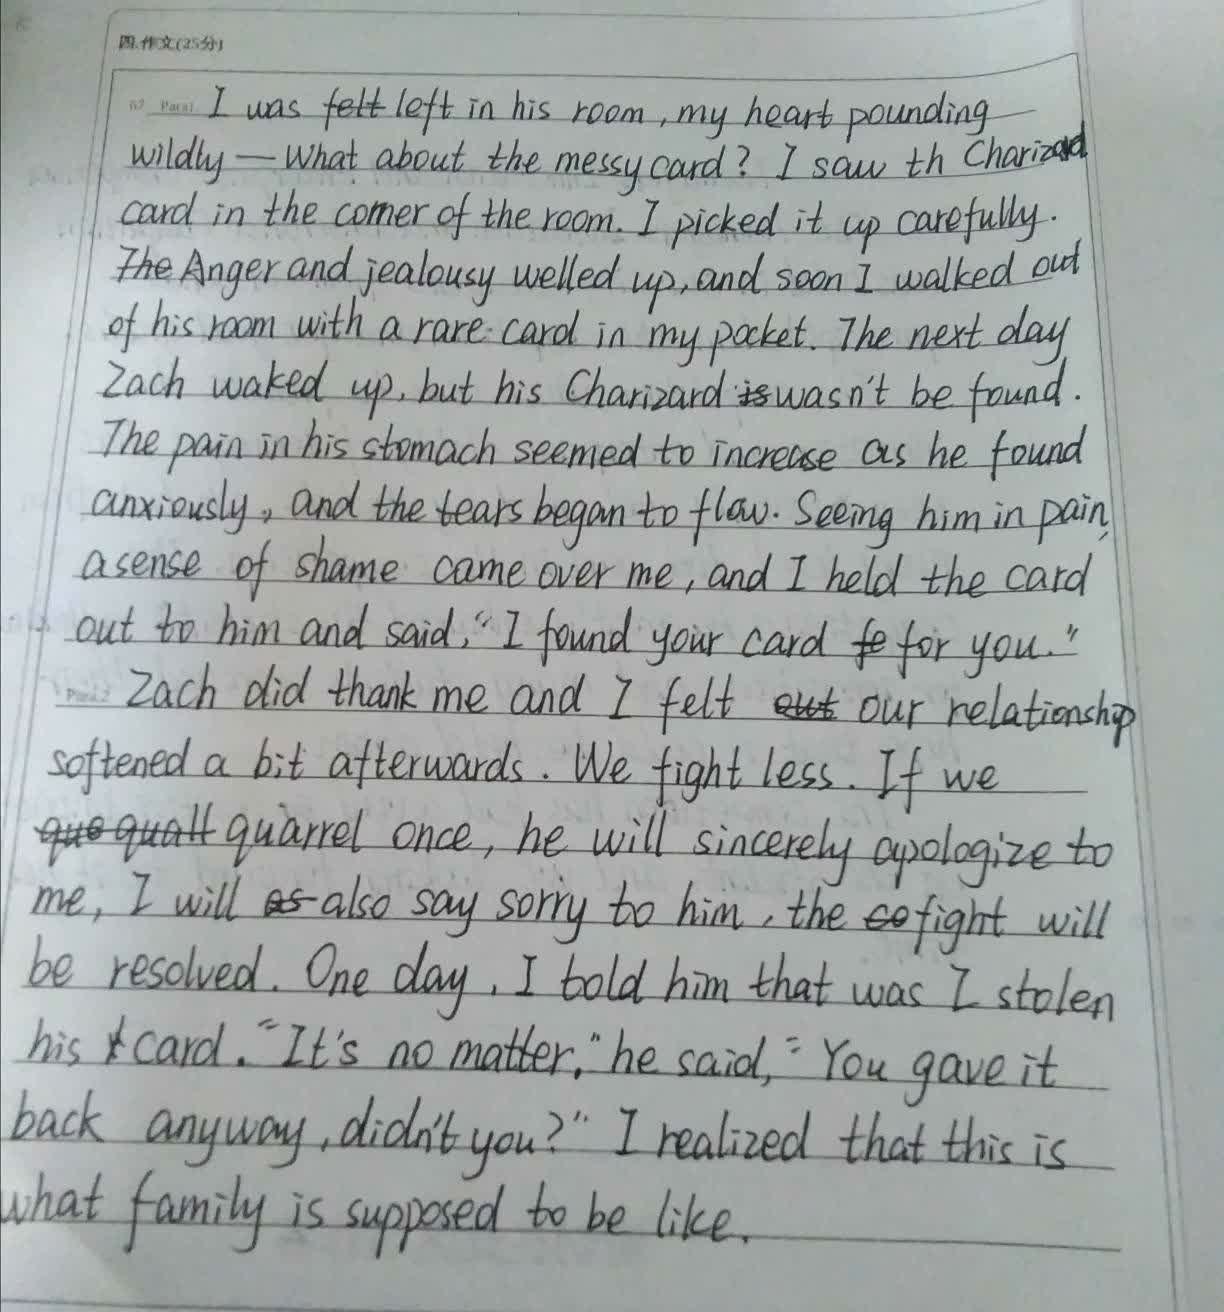 四.作文(25分)
67 Para1 I was felt left in his room, my heart pounding
wildly — What about the messy card? I saw th Charizard
card in the corner of the room. I picked it up carefully.
The Anger and jealousy welled up, and soon I walked out
of his room with a rare card in my pocket. The next day
Zach waked up, but his Charizard is wasn't be found.
The pain in his stomach seemed to increase as he found
anxiously, and the tears began to flow. Seeing him in pain,
a sense of shame came over me, and I held the card
out to him and said, "I found your card fe for you."
Para2 Zach did thank me and I felt out our relationship
softened a bit afterwards. We fight less. If we
que quall quarrel once, he will sincerely apologize to
me, I will as also say sorry to him, the co fight will
be resolved. One day, I told him that was I stolen
his card. "It's no matter," he said, "You gave it
back anyway, didn't you?" I realized that this is
what family is supposed to be like.